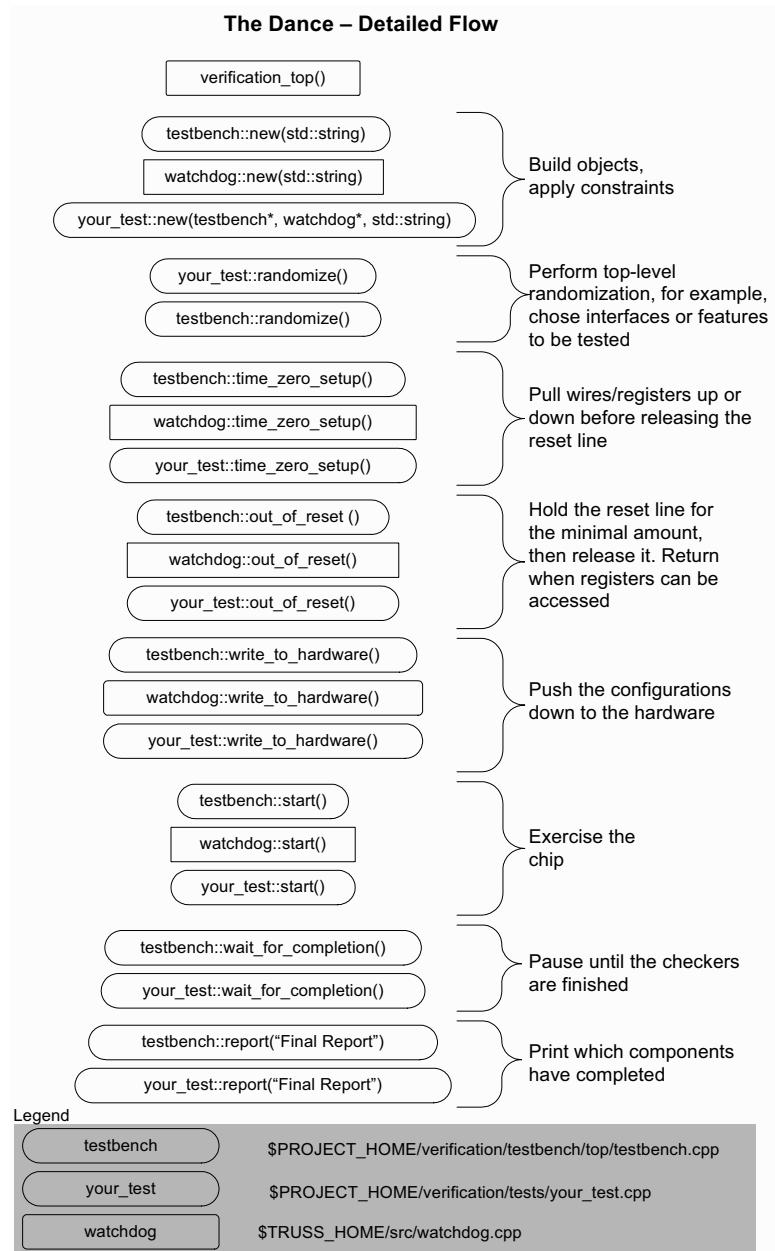 The Dance – Detailed Flow
verification_top()
testbench::new(std::string)
watchdog::new(std::string)
your_test::new(testbench*, watchdog*, std::string)
Build objects,
apply constraints
your_test::randomize()
testbench::randomize()
Perform top-level
randomization, for example,
chose interfaces or features
to be tested
testbench::time_zero_setup()
watchdog::time_zero_setup()
your_test::time_zero_setup()
Pull wires/registers up or
down before releasing the
reset line
testbench::out_of_reset ()
watchdog::out_of_reset()
your_test::out_of_reset()
Hold the reset line for
the minimal amount,
then release it. Return
when registers can be
accessed
testbench::write_to_hardware()
watchdog::write_to_hardware()
your_test::write_to_hardware()
Push the configurations
down to the hardware
testbench::start()
watchdog::start()
your_test::start()
Exercise the
chip
testbench::wait_for_completion()
your_test::wait_for_completion()
Pause until the checkers
are finished
testbench::report(“Final Report”)
your_test::report(“Final Report”)
Print which components
have completed
Legend
testbench $PROJECT_HOME/verification/testbench/top/testbench.cpp
your_test $PROJECT_HOME/verification/tests/your_test.cpp
watchdog $TRUSS_HOME/src/watchdog.cpp